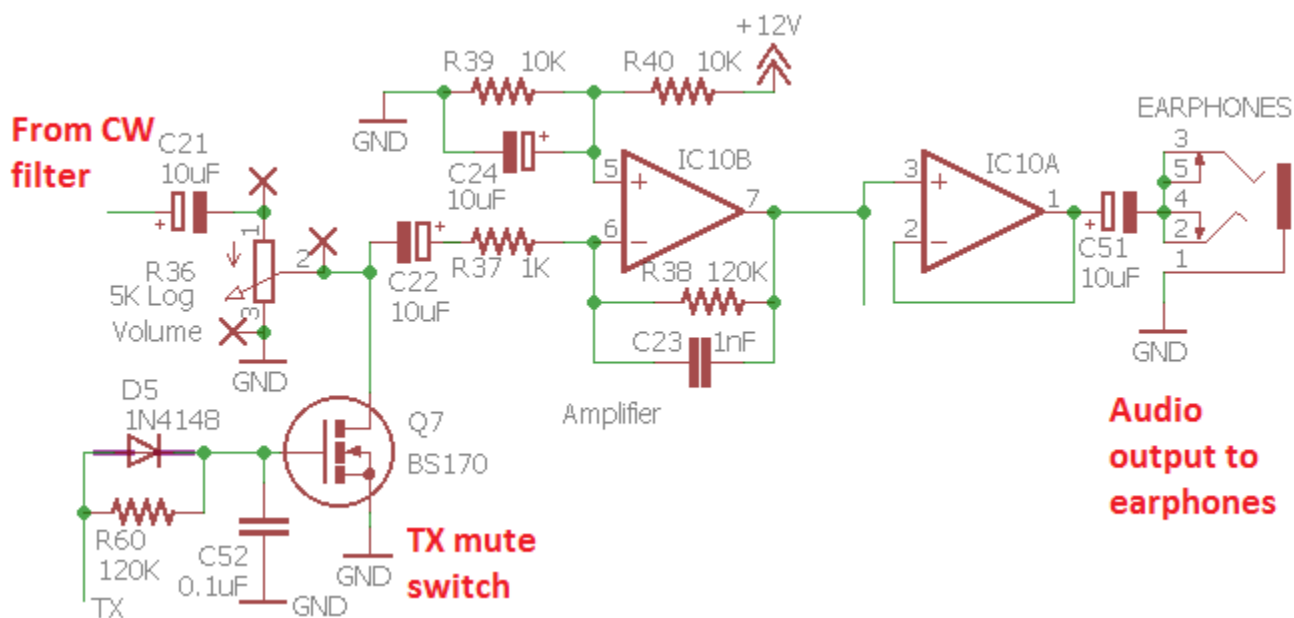 +12V
R39 10K
R40 10K
GND
From CW
filter
C21
10uF
+
C24
10uF
+
5
+
IC10B
7
6
−
3
+
IC10A
1
2
−
EARPHONES
3
5
4
2
1
+
C51
10uF
GND
1
2
3
R36
5K Log
Volume
GND
+
C22
10uF
R37 1K
R38 120K
C23 1nF
Amplifier
D5
1N4148
Q7
BS170
R60
120K
TX
C52
0.1uF
GND
GND
TX mute
switch
Audio
output to
earphones